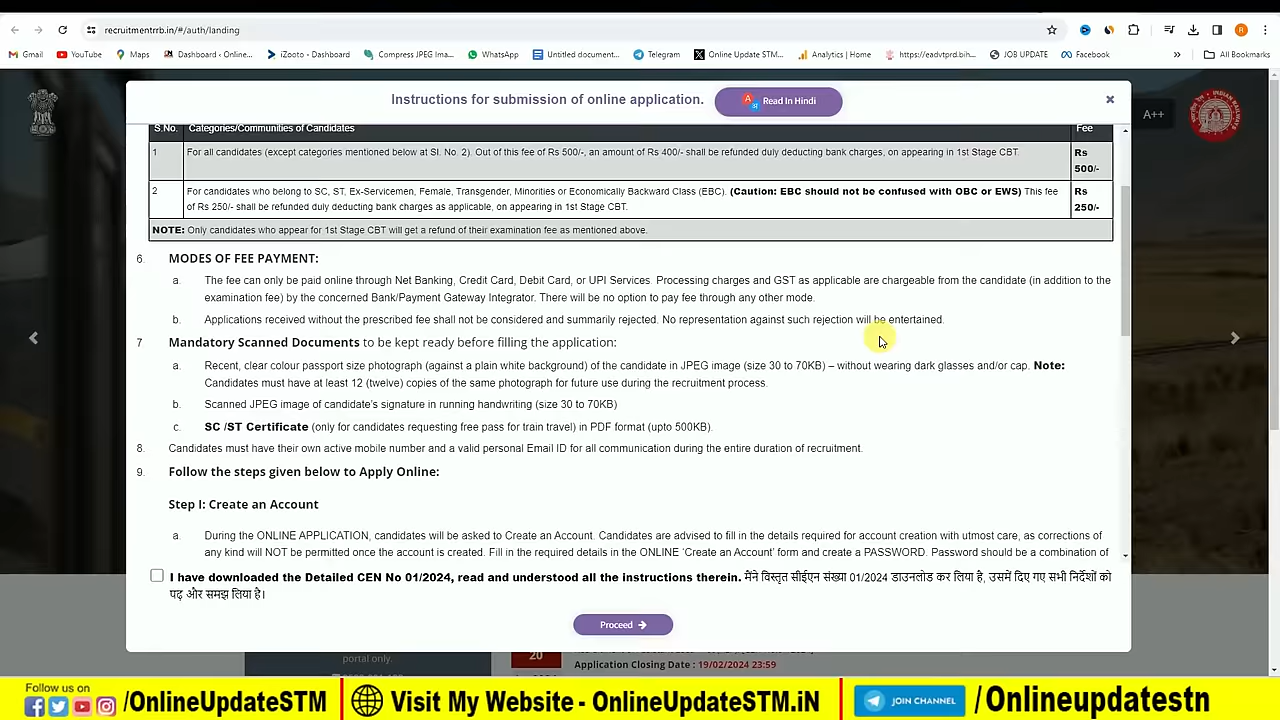 recruitmentrrb.in/#/auth/landing
Gmail YouTube Maps Dashboard ‹ Online... iZooto - Dashboard Compress JPEG Ima... WhatsApp Untitled document... Telegram Online Update STM... Analytics | Home https://eadvtprd.bih... JOB UPDATE Facebook » All Bookmarks
Instructions for submission of online application. Read In Hindi
A++
S.No. Categories/Communities of Candidates Fee
1 For all candidates (except categories mentioned below at Sl. No. 2). Out of this fee of Rs 500/-, an amount of Rs 400/- shall be refunded duly deducting bank charges, on appearing in 1st Stage CBT. Rs
500/-
2 For candidates who belong to SC, ST, Ex-Servicemen, Female, Transgender, Minorities or Economically Backward Class (EBC). (Caution: EBC should not be confused with OBC or EWS) This fee Rs
of Rs 250/- shall be refunded duly deducting bank charges as applicable, on appearing in 1st Stage CBT. 250/-
NOTE: Only candidates who appear for 1st Stage CBT will get a refund of their examination fee as mentioned above.
6. MODES OF FEE PAYMENT:
a. The fee can only be paid online through Net Banking, Credit Card, Debit Card, or UPI Services. Processing charges and GST as applicable are chargeable from the candidate (in addition to the
examination fee) by the concerned Bank/Payment Gateway Integrator. There will be no option to pay fee through any other mode.
b. Applications received without the prescribed fee shall not be considered and summarily rejected. No representation against such rejection will be entertained.
7 Mandatory Scanned Documents to be kept ready before filling the application:
a. Recent, clear colour passport size photograph (against a plain white background) of the candidate in JPEG image (size 30 to 70KB) – without wearing dark glasses and/or cap. Note:
Candidates must have at least 12 (twelve) copies of the same photograph for future use during the recruitment process.
b. Scanned JPEG image of candidate's signature in running handwriting (size 30 to 70KB)
c. SC /ST Certificate (only for candidates requesting free pass for train travel) in PDF format (upto 500KB).
8. Candidates must have their own active mobile number and a valid personal Email ID for all communication during the entire duration of recruitment.
9. Follow the steps given below to Apply Online:
Step I: Create an Account
a. During the ONLINE APPLICATION, candidates will be asked to Create an Account. Candidates are advised to fill in the details required for account creation with utmost care, as corrections of
any kind will NOT be permitted once the account is created. Fill in the required details in the ONLINE 'Create an Account' form and create a PASSWORD. Password should be a combination of
I have downloaded the Detailed CEN No 01/2024, read and understood all the instructions therein. मैंने विस्तृत सीईएन संख्या 01/2024 डाउनलोड कर लिया है, उसमें दिए गए सभी निर्देशों को
पढ़ और समझ लिया है।
Proceed
portal only.
20
Application Closing Date : 19/02/2024 23:59
Follow us on
/OnlineUpdateSTM
Visit My Website - OnlineUpdateSTM.iN
JOIN CHANNEL /Onlineupdatestn